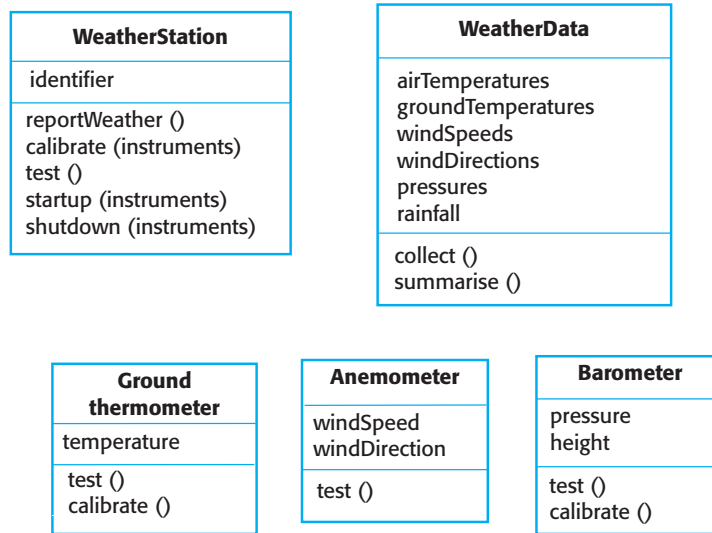 WeatherStation
identifier
reportWeather ()
calibrate (instruments)
test ()
startup (instruments)
shutdown (instruments)
WeatherData
airTemperatures
groundTemperatures
windSpeeds
windDirections
pressures
rainfall
collect ()
summarise ()
Ground
thermometer
temperature
test ()
calibrate ()
Anemometer
windSpeed
windDirection
test ()
Barometer
pressure
height
test ()
calibrate ()